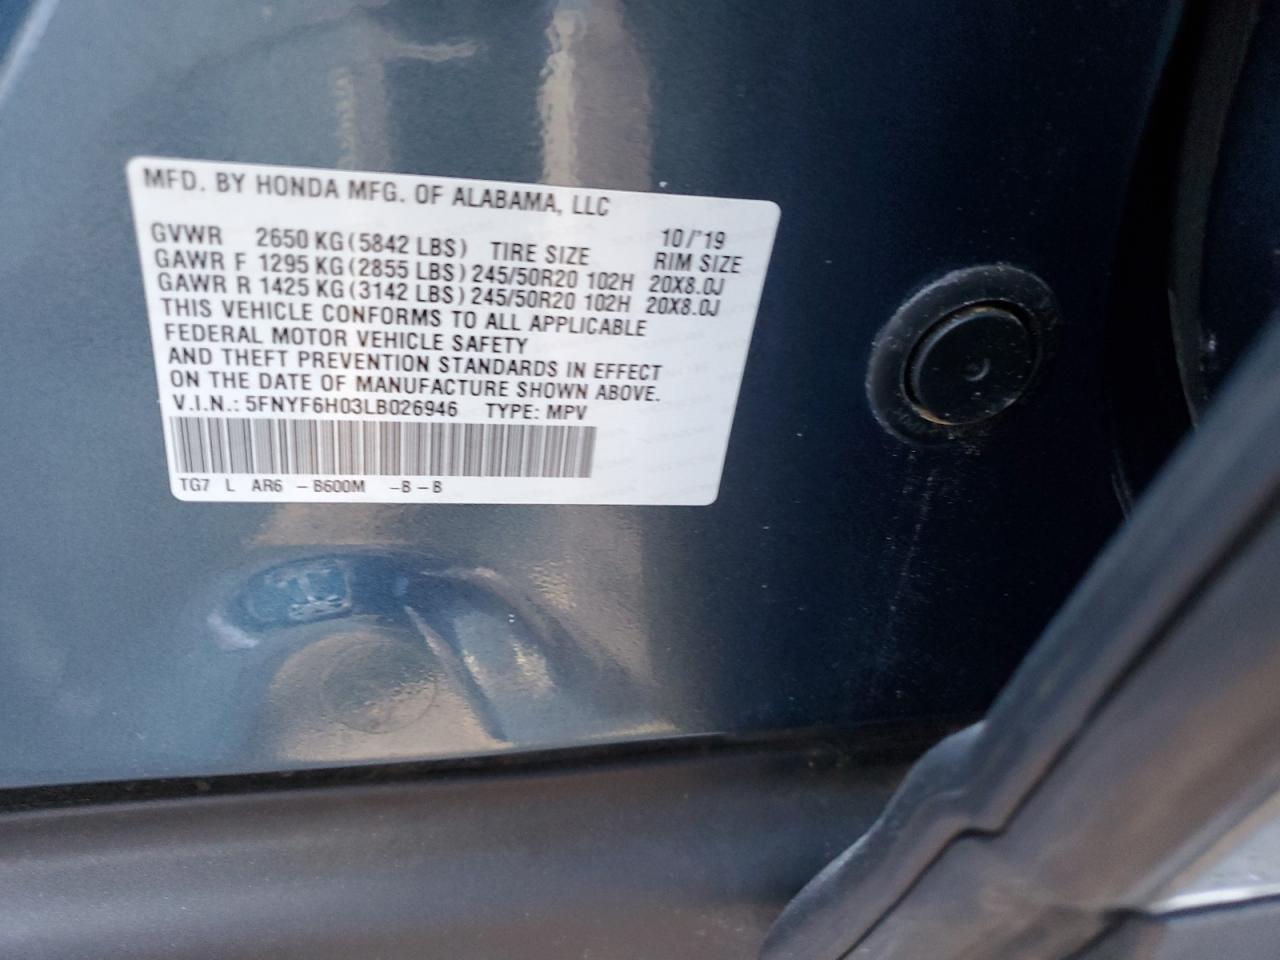 MFD. BY HONDA MFG. OF ALABAMA, LLC
10/'19
GVWR 2650 KG (5842 LBS) TIRE SIZE RIM SIZE
GAWR F 1295 KG (2855 LBS) 245/50R20 102H 20X8.0J
GAWR R 1425 KG (3142 LBS) 245/50R20 102H 20X8.0J
THIS VEHICLE CONFORMS TO ALL APPLICABLE
FEDERAL MOTOR VEHICLE SAFETY
AND THEFT PREVENTION STANDARDS IN EFFECT
ON THE DATE OF MANUFACTURE SHOWN ABOVE.
V.I.N.: 5FNYF6H03LB026946 TYPE: MPV
TG7 L AR6 -B600M -B-B